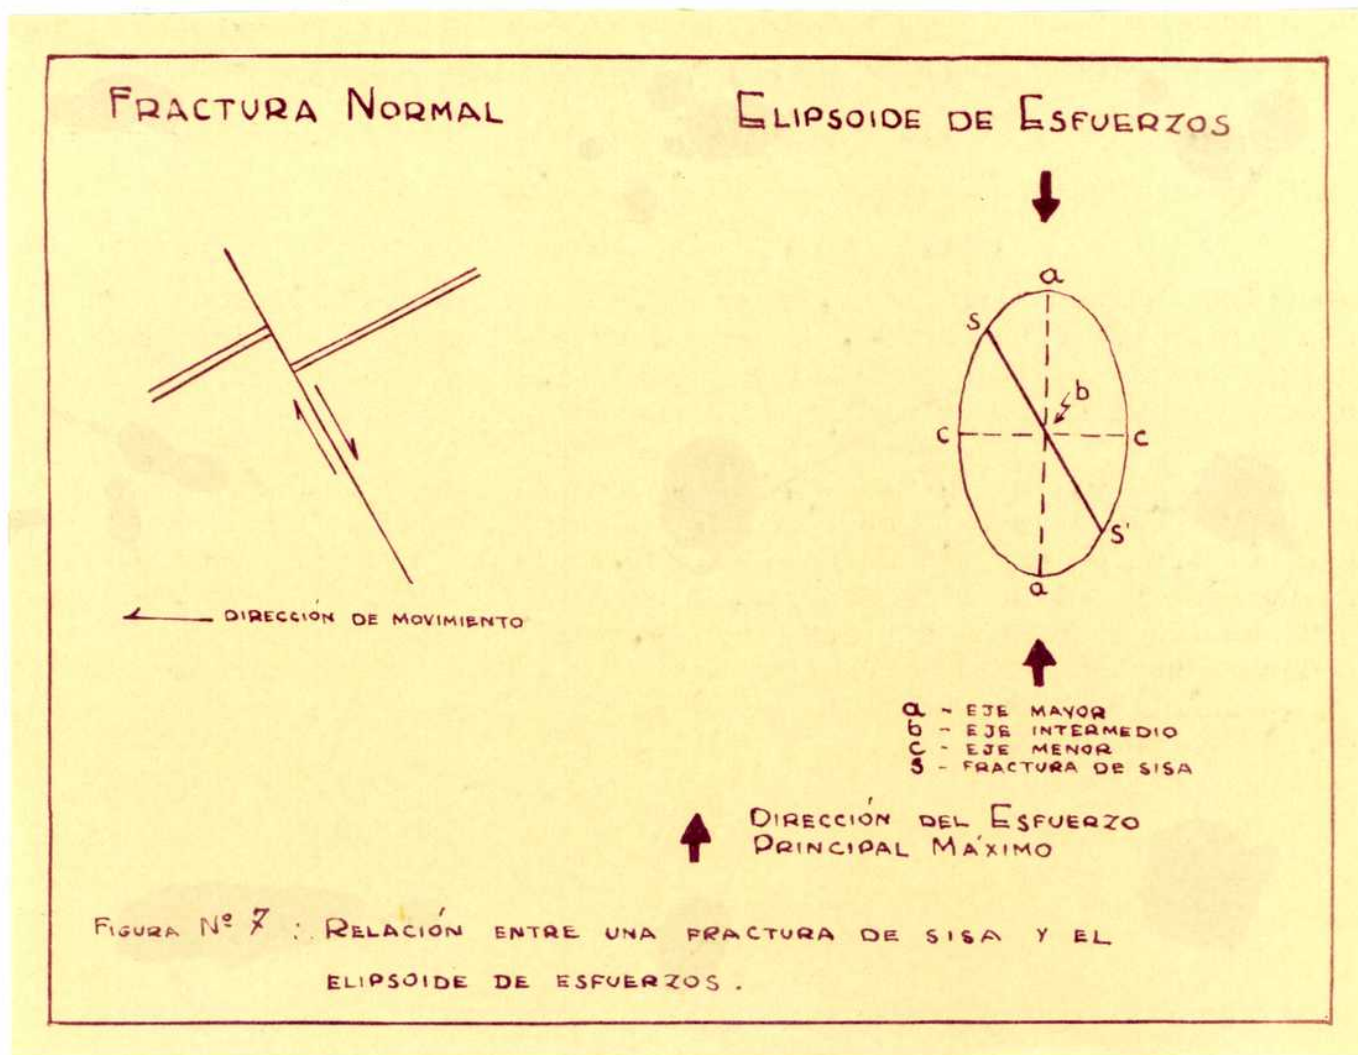 FRACTURA NORMAL
ELIPSOIDE DE ESFUERZOS
a
S
b
c
c
S'
a
DIRECCIÓN DE MOVIMIENTO
a - EJE MAYOR
b - EJE INTERMEDIO
c - EJE MENOR
S - FRACTURA DE SISA
DIRECCIÓN DEL ESFUERZO
PRINCIPAL MÁXIMO
FIGURA Nº 7 : RELACIÓN ENTRE UNA FRACTURA DE SISA Y EL
ELIPSOIDE DE ESFUERZOS.